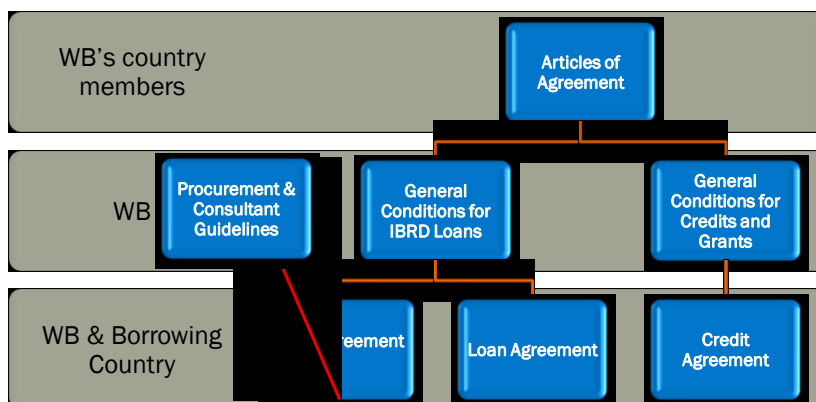 WB's country
members
Articles of
Agreement
WB
Procurement &
Consultant
Guidelines
General
Conditions for
IBRD Loans
General
Conditions for
Credits and
Grants
WB & Borrowing
Country
reement
Loan Agreement
Credit
Agreement